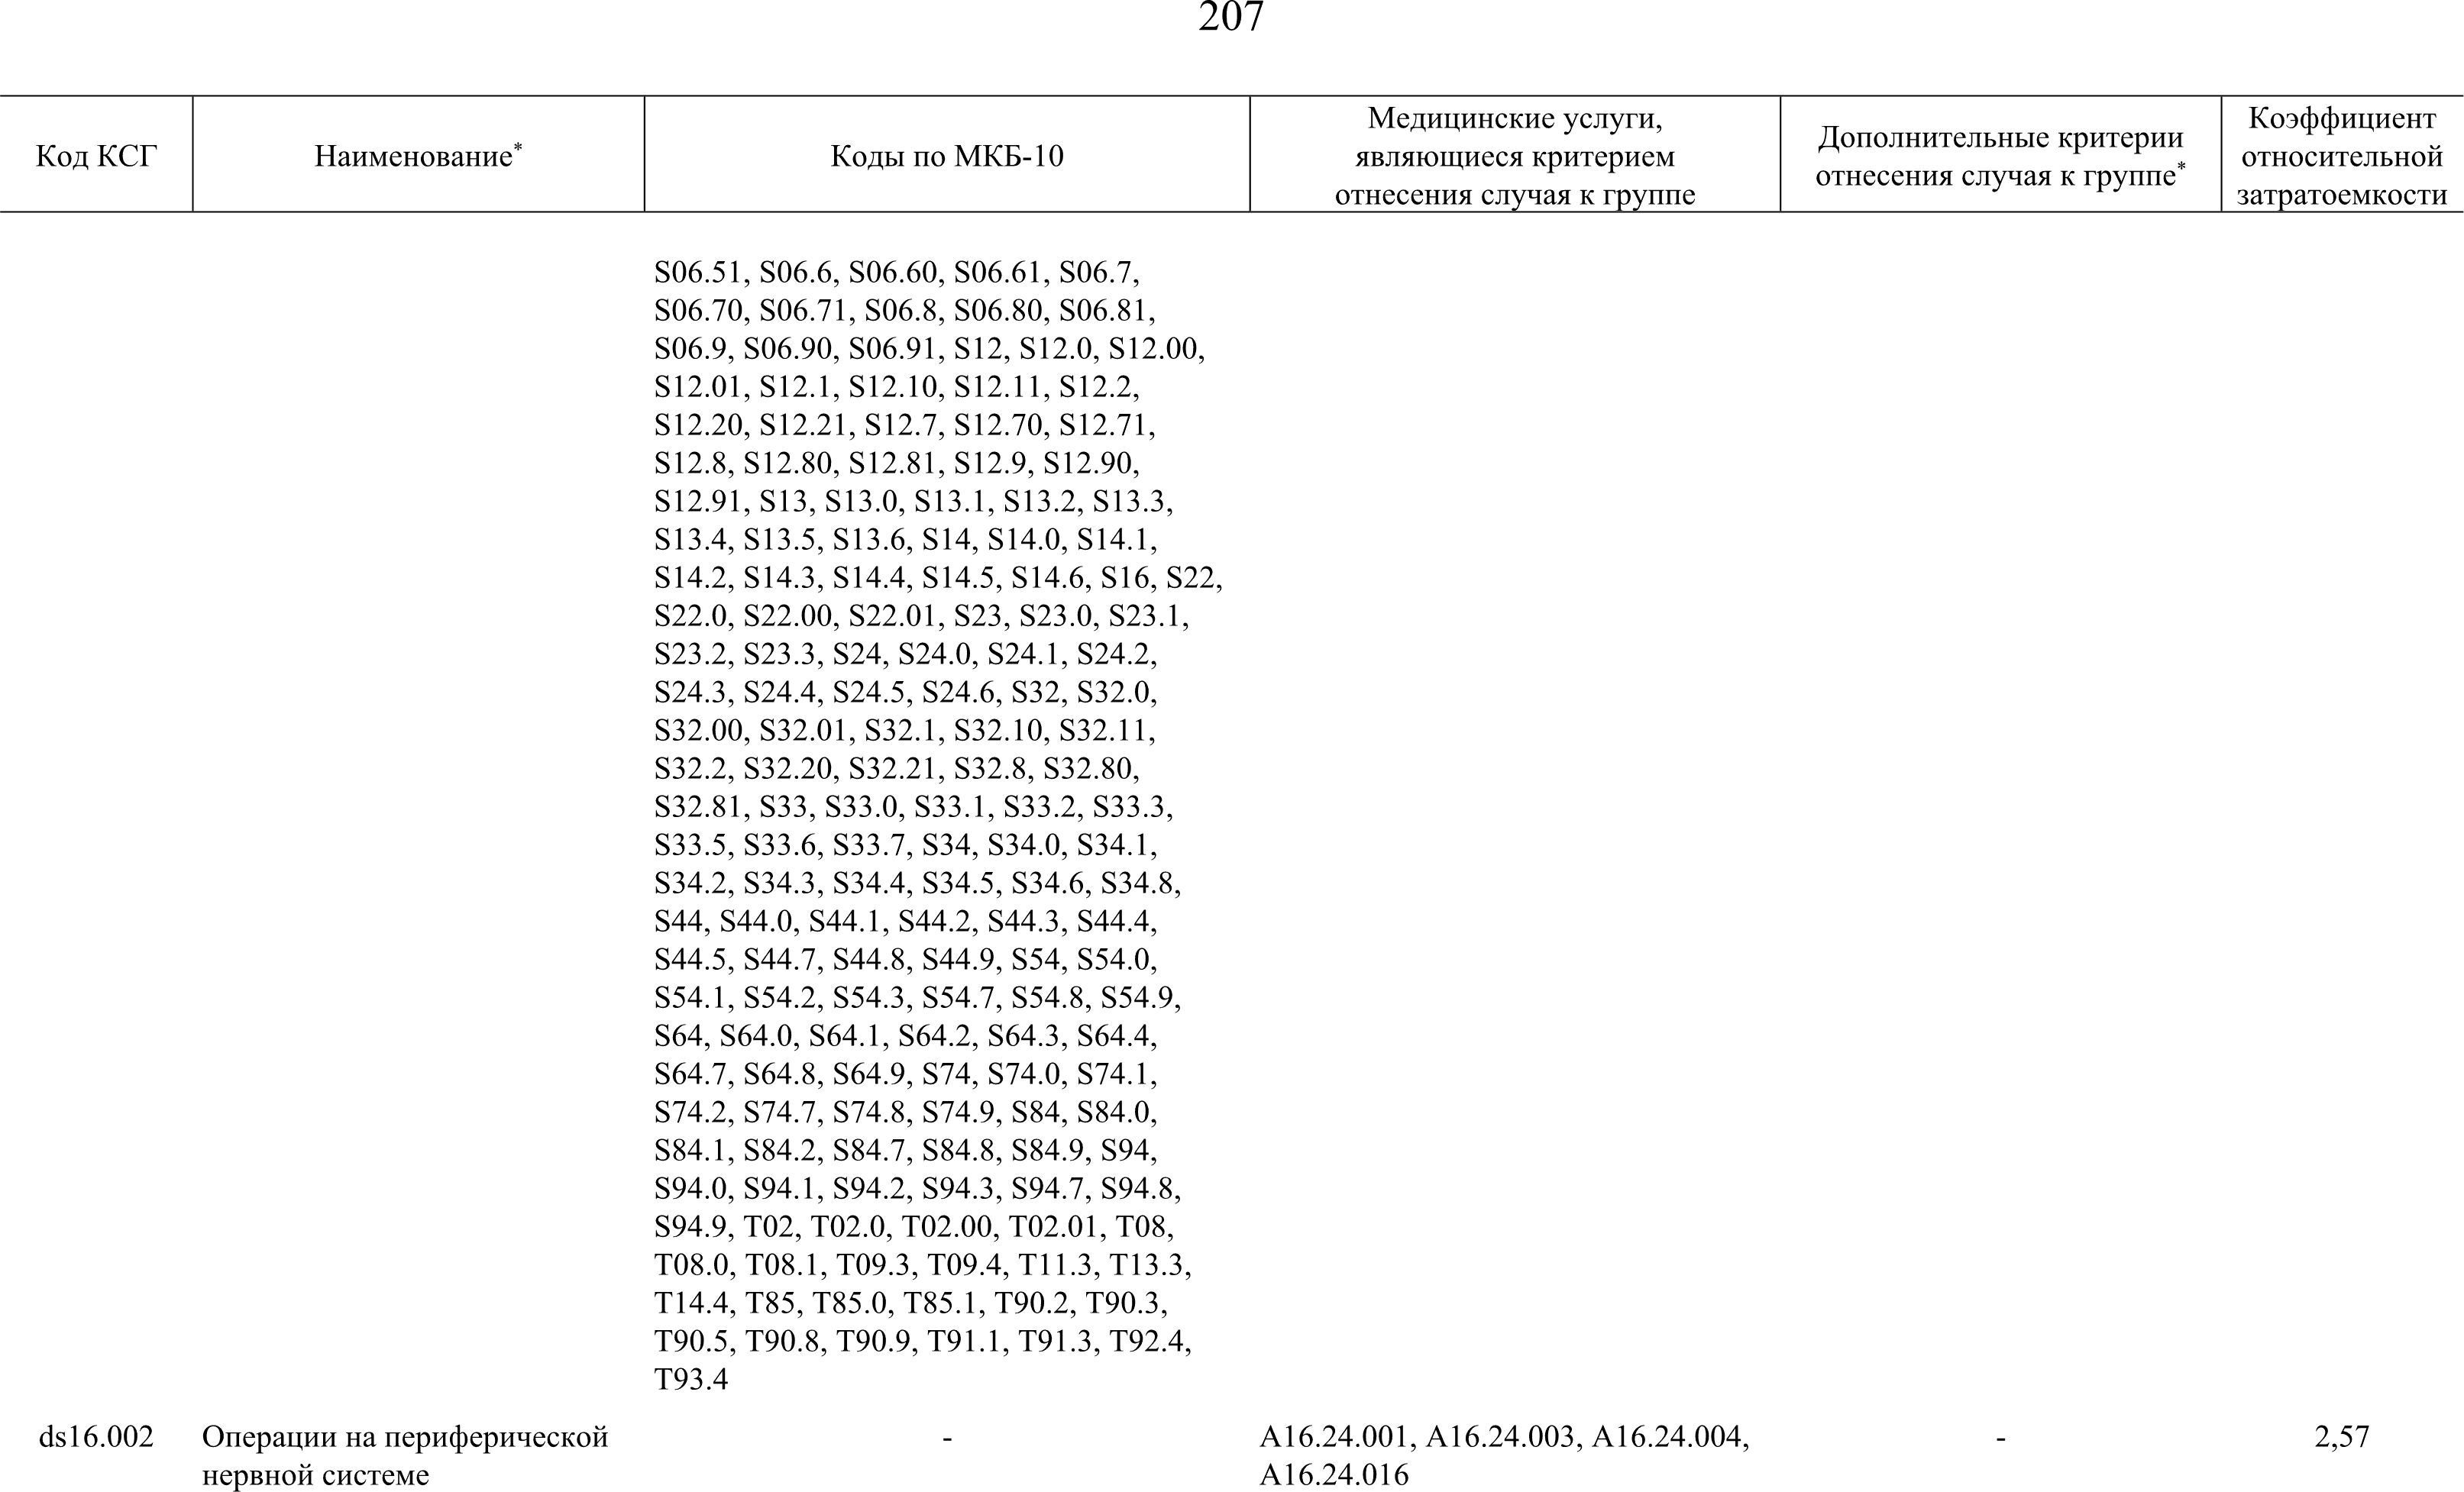 207
Код КСГ
Наименование*
Коды по МКБ-10
Медицинские услуги,
являющиеся критерием
отнесения случая к группе
Дополнительные критерии
отнесения случая к группе*
Коэффициент
относительной
затратоемкости
S06.51, S06.6, S06.60, S06.61, S06.7,
S06.70, S06.71, S06.8, S06.80, S06.81,
S06.9, S06.90, S06.91, S12, S12.0, S12.00,
S12.01, S12.1, S12.10, S12.11, S12.2,
S12.20, S12.21, S12.7, S12.70, S12.71,
S12.8, S12.80, S12.81, S12.9, S12.90,
S12.91, S13, S13.0, S13.1, S13.2, S13.3,
S13.4, S13.5, S13.6, S14, S14.0, S14.1,
S14.2, S14.3, S14.4, S14.5, S14.6, S16, S22,
S22.0, S22.00, S22.01, S23, S23.0, S23.1,
S23.2, S23.3, S24, S24.0, S24.1, S24.2,
S24.3, S24.4, S24.5, S24.6, S32, S32.0,
S32.00, S32.01, S32.1, S32.10, S32.11,
S32.2, S32.20, S32.21, S32.8, S32.80,
S32.81, S33, S33.0, S33.1, S33.2, S33.3,
S33.5, S33.6, S33.7, S34, S34.0, S34.1,
S34.2, S34.3, S34.4, S34.5, S34.6, S34.8,
S44, S44.0, S44.1, S44.2, S44.3, S44.4,
S44.5, S44.7, S44.8, S44.9, S54, S54.0,
S54.1, S54.2, S54.3, S54.7, S54.8, S54.9,
S64, S64.0, S64.1, S64.2, S64.3, S64.4,
S64.7, S64.8, S64.9, S74, S74.0, S74.1,
S74.2, S74.7, S74.8, S74.9, S84, S84.0,
S84.1, S84.2, S84.7, S84.8, S84.9, S94,
S94.0, S94.1, S94.2, S94.3, S94.7, S94.8,
S94.9, T02, T02.0, T02.00, T02.01, T08,
T08.0, T08.1, T09.3, T09.4, T11.3, T13.3,
T14.4, T85, T85.0, T85.1, T90.2, T90.3,
T90.5, T90.8, T90.9, T91.1, T91.3, T92.4,
T93.4
ds16.002
Операции на периферической
нервной системе
-
A16.24.001, A16.24.003, A16.24.004,
A16.24.016
-
2,57